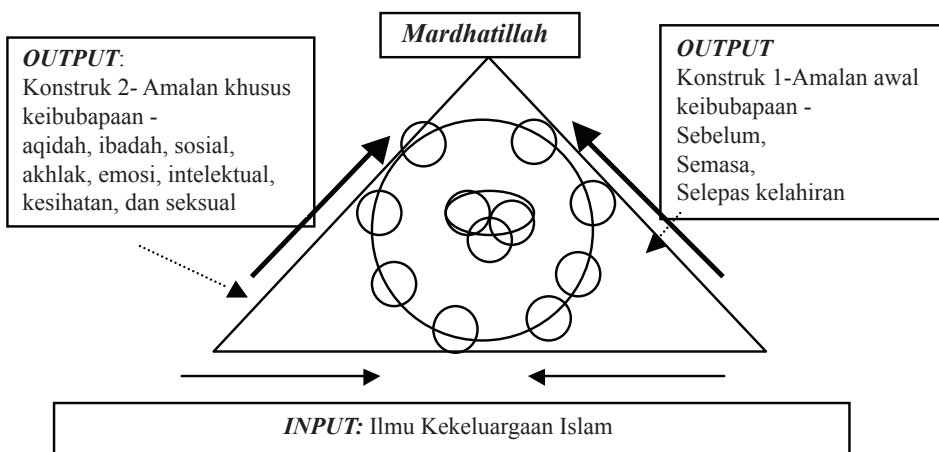 Mardhatillah
OUTPUT:
Konstruk 2- Amalan khusus
keibubapaan -
aqidah, ibadah, sosial,
akhlak, emosi, intelektual,
kesihatan, dan seksual
OUTPUT
Konstruk 1-Amalan awal
keibubapaan -
Sebelum,
Semasa,
Selepas kelahiran
INPUT: Ilmu Kekeluargaan Islam